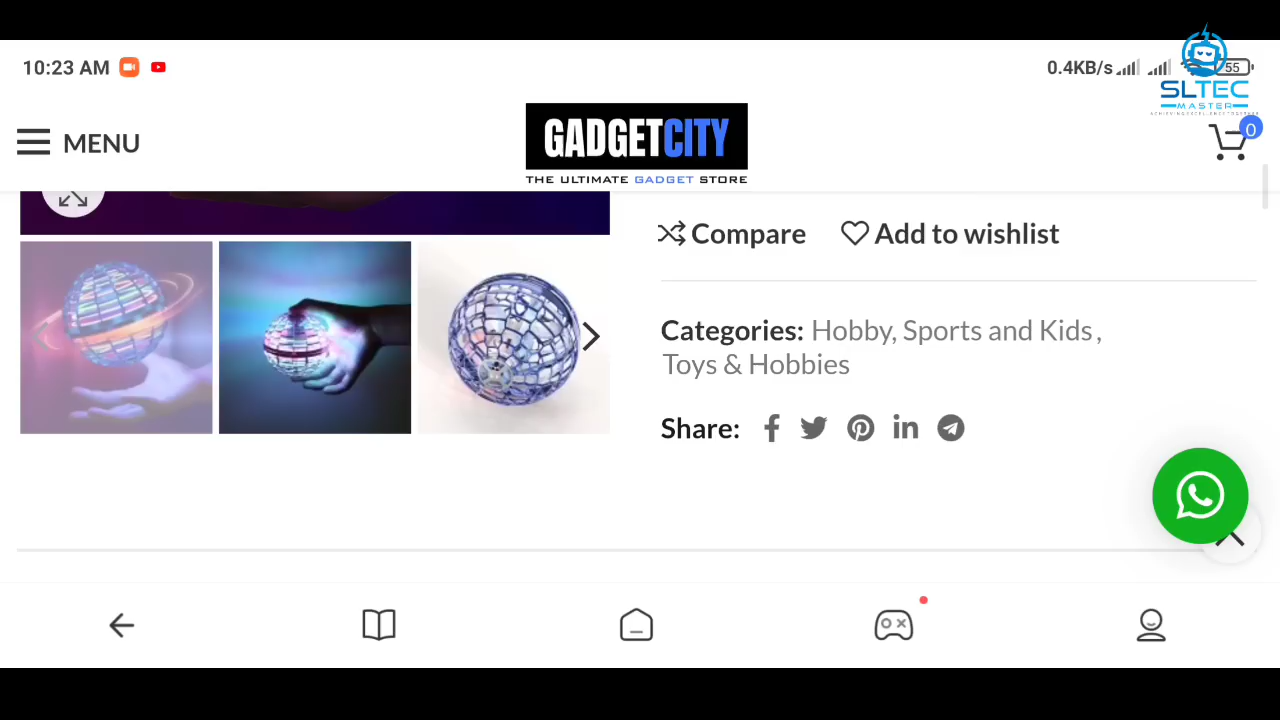 10:23 AM
0.4KB/s
55
SLTEC
MASTER
MENU
GADGETCITY
THE ULTIMATE GADGET STORE
0
Compare
Add to wishlist
Categories: Hobby, Sports and Kids,
Toys & Hobbies
Share: